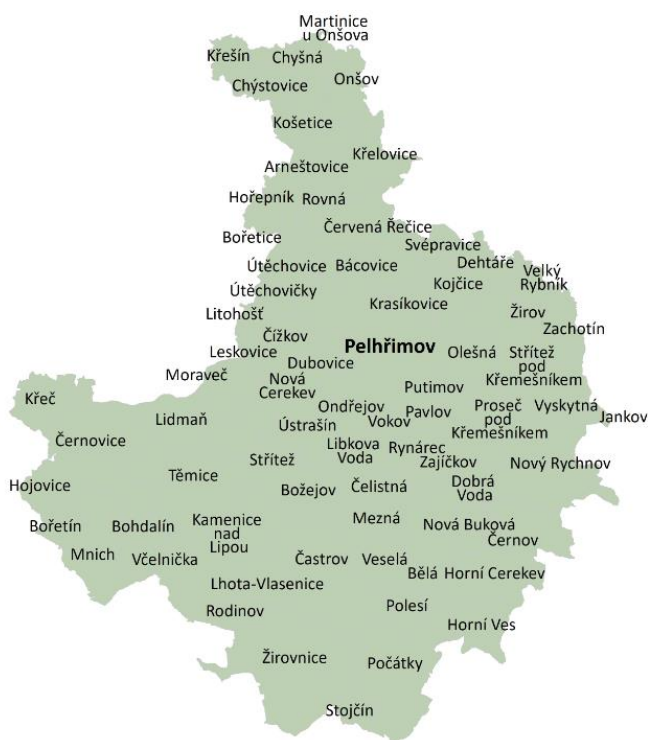 Martinice
u Onšova
Křešín
Chyšná
Onšov
Chýstovice
Košetice
Křelovice
Arneštovice
Hořepník
Rovná
Červená Řečice
Bořetice
Svépravice
Útěchovice
Bácovice
Dehtáře
Velký
Rybník
Kojčice
Útěchovičky
Krasíkovice
Litohošť
Žirov
Zachotín
Čížkov
Pelhřimov
Leskovice
Olešná
Střítež
pod
Křemešníkem
Dubovice
Moraveč
Nová
Cerekev
Putimov
Křeč
Ondřejov
Pavlov
Proseč
pod
Křemešníkem
Vyskytná
Jankov
Lidmaň
Vokov
Ústrašín
Černovice
Libkova
Voda
Rynárec
Střítež
Zajíčkov
Nový Rychnov
Těmice
Hojovice
Božejov
Čelistná
Dobrá
Voda
Bořetín
Bohdalín
Kamenice
nad
Lipou
Mezná
Nová Buková
Černov
Mnich
Včelnička
Častrov
Veselá
Bělá
Horní Cerekev
Lhota-Vlasenice
Rodinov
Polesí
Horní Ves
Žirovnice
Počátky
Stojčín